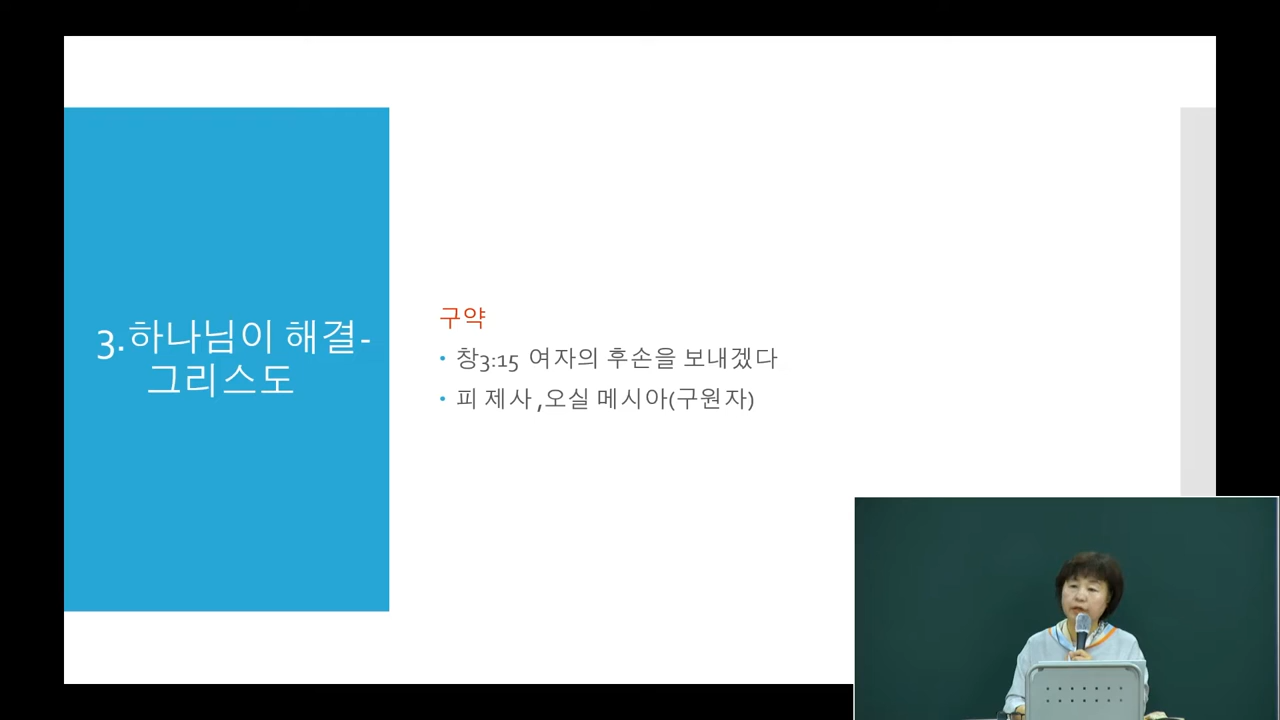 3.하나님이 해결-
그리스도
구약
• 창3:15 여자의 후손을 보내겠다
• 피 제사 ,오실 메시아(구원자)